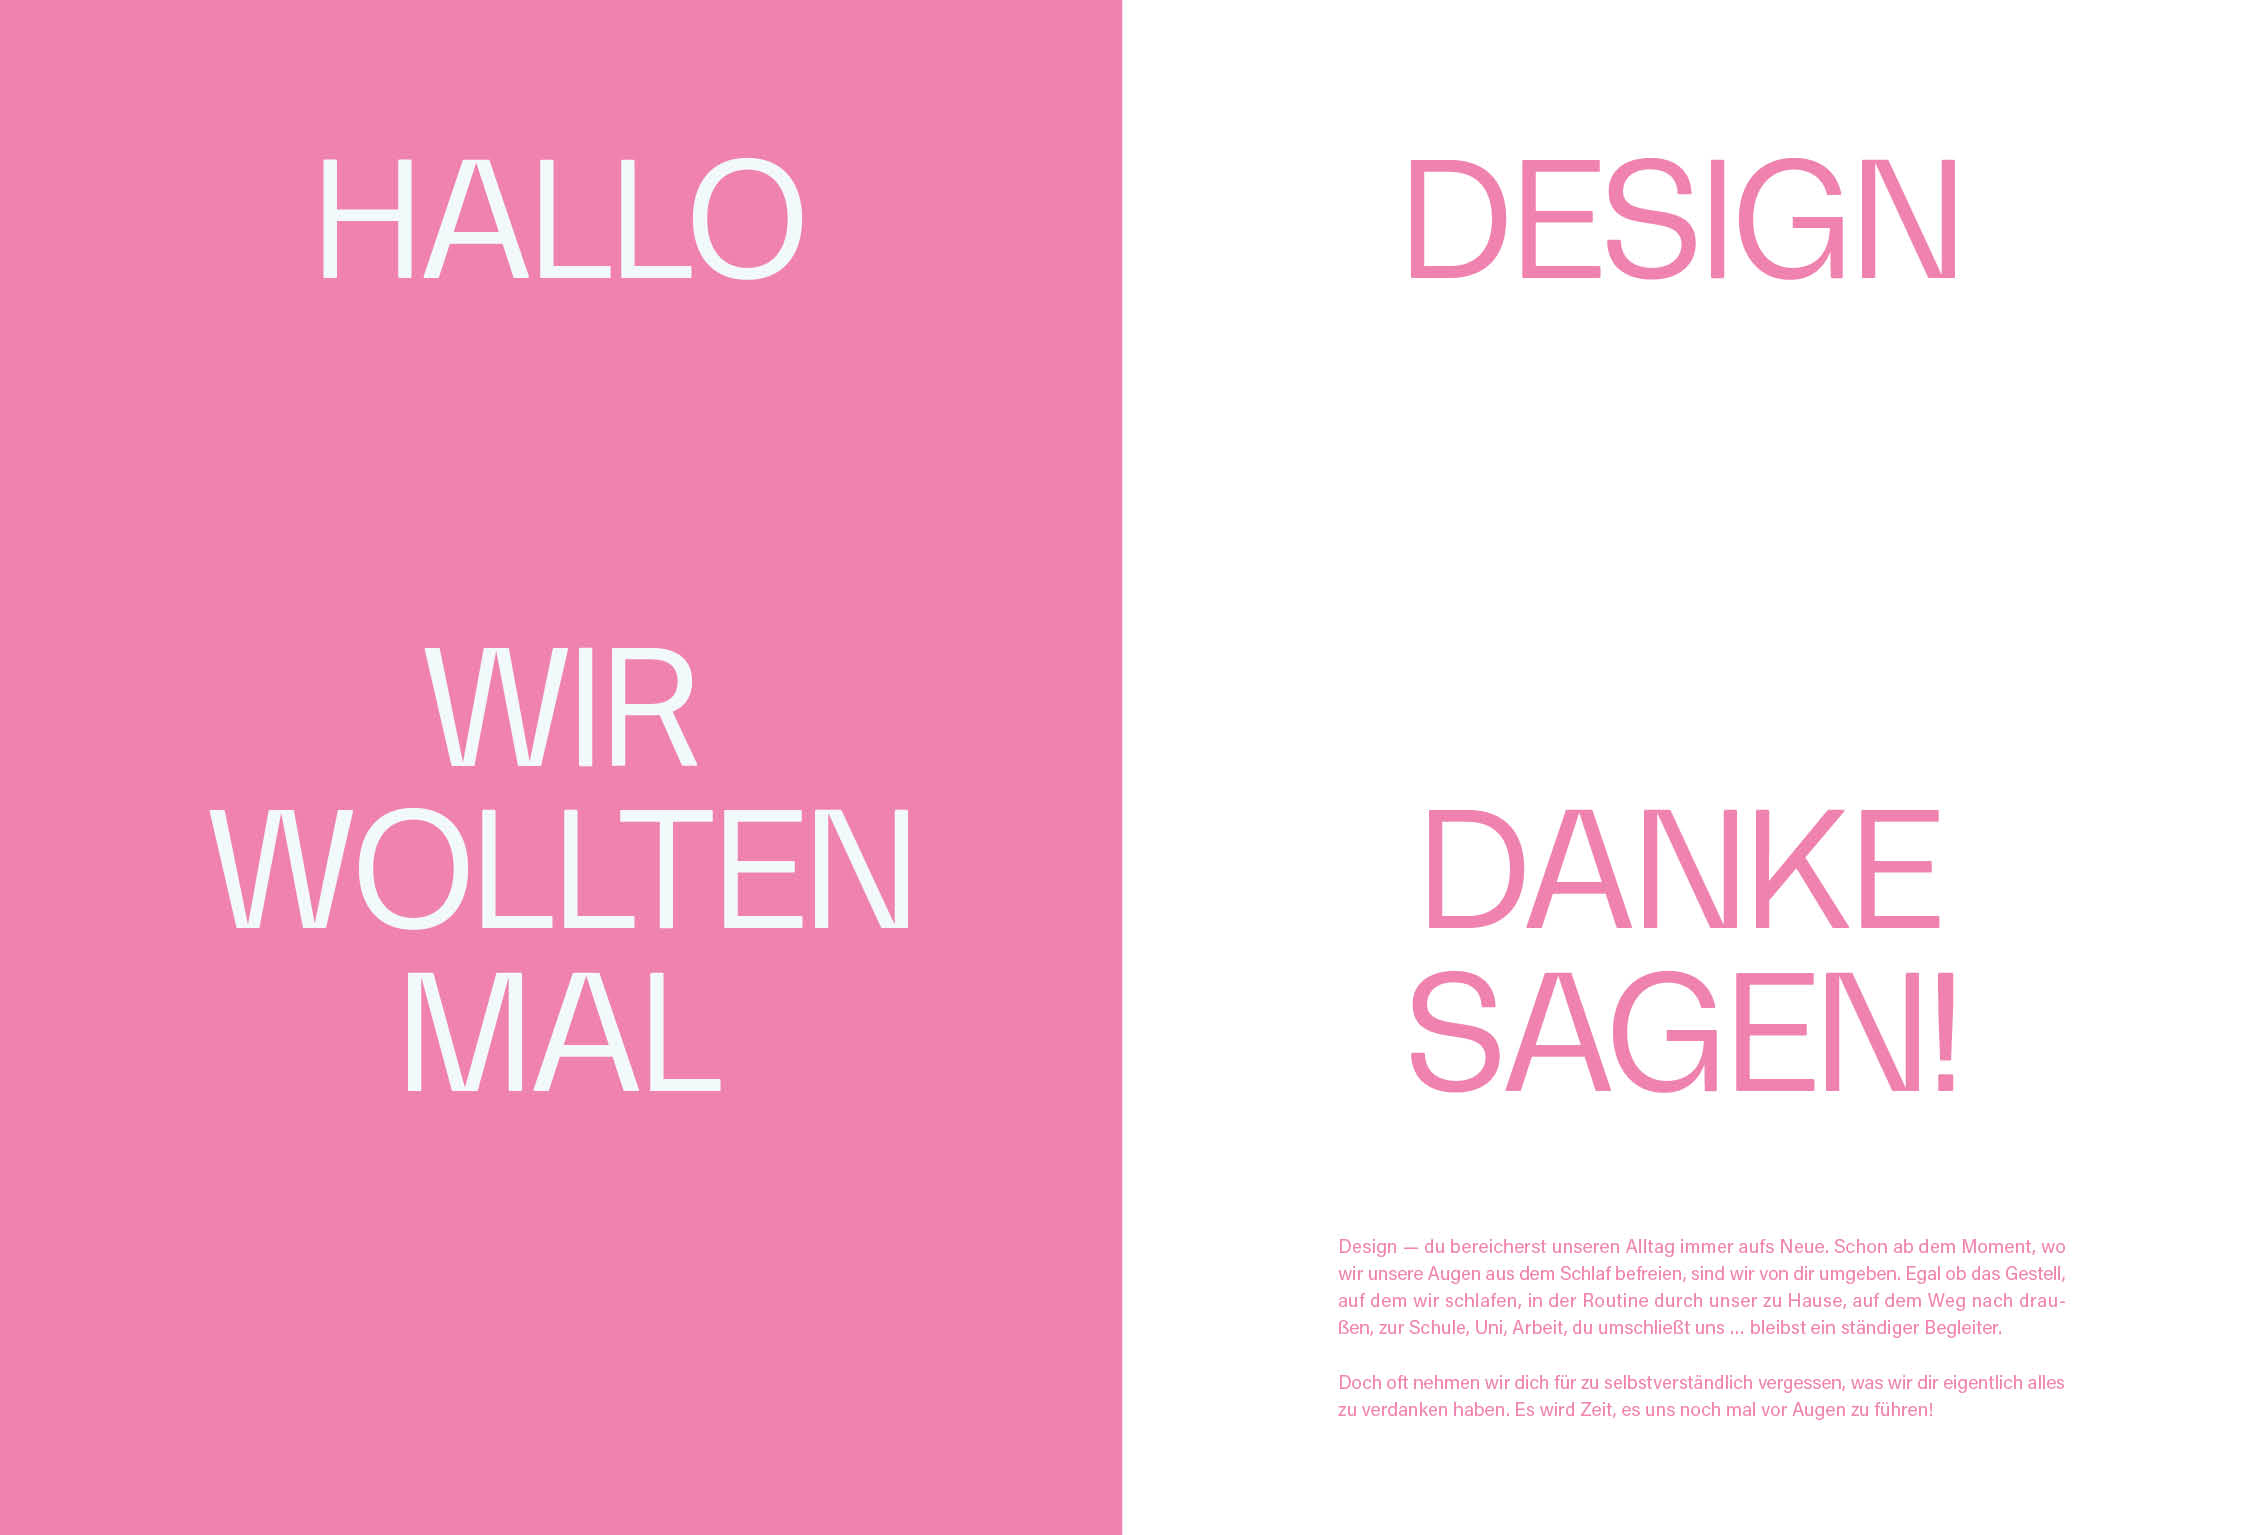 HALLO
DESIGN
WIR
WOLLTEN
MAL
DANKE
SAGEN!
Design — du bereicherst unseren Alltag immer aufs Neue. Schon ab dem Moment, wo
wir unsere Augen aus dem Schlaf befreien, sind wir von dir umgeben. Egal ob das Gestell,
auf dem wir schlafen, in der Routine durch unser zu Hause, auf dem Weg nach drau-
ßen, zur Schule, Uni, Arbeit, du umschließt uns ... bleibst ein ständiger Begleiter.
Doch oft nehmen wir dich für zu selbstverständlich vergessen, was wir dir eigentlich alles
zu verdanken haben. Es wird Zeit, es uns noch mal vor Augen zu führen!